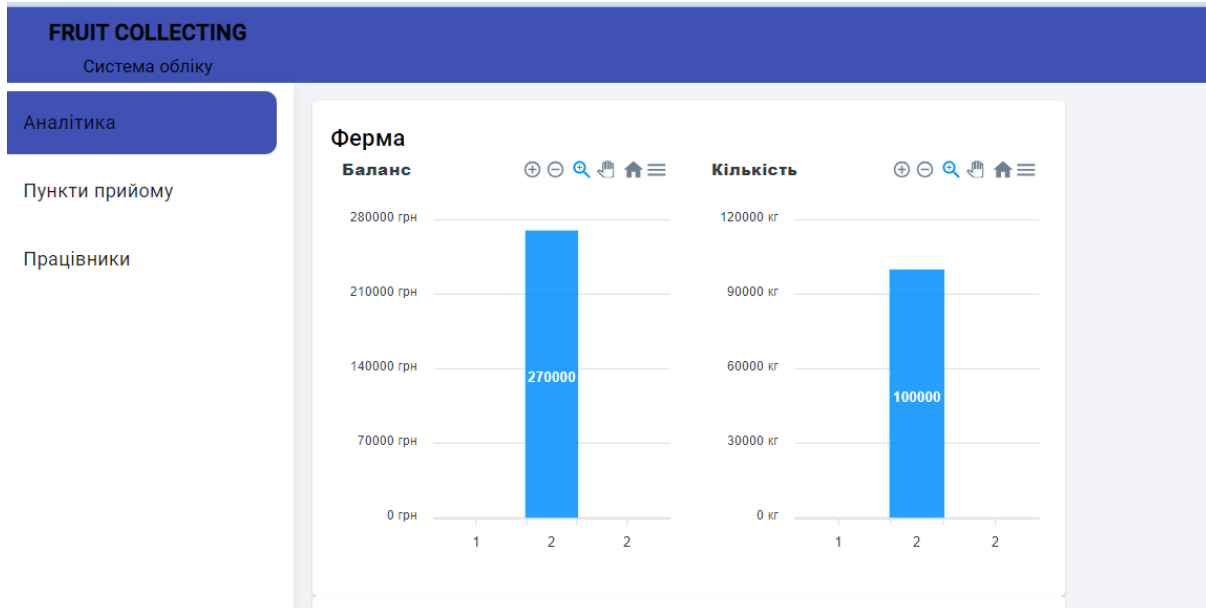 FRUIT COLLECTING
Система обліку
Аналітика
Пункти прийому
Працівники
Ферма
Баланс
280000 грн
210000 грн
140000 грн
70000 грн
0 грн
270000
1 2 2
Кількість
120000 кг
90000 кг
60000 кг
30000 кг
0 кг
100000
1 2 2